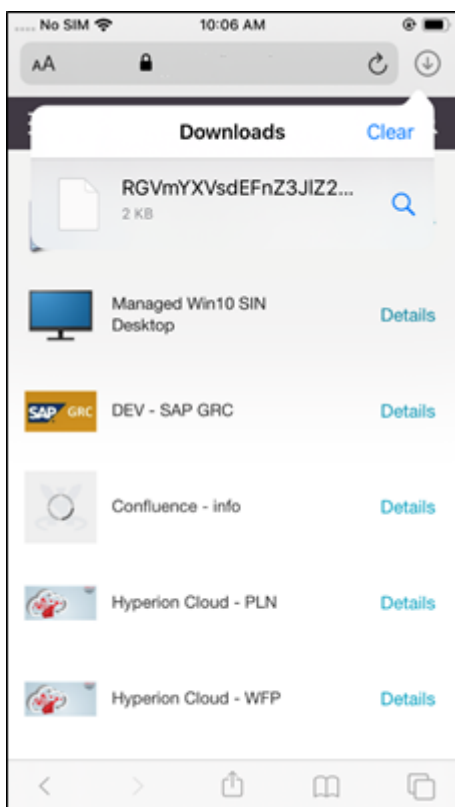 No SIM 10:06 AM
AA
Downloads Clear
RGVmYXVsdEFnZ3JlZ2...
2 KB
Managed Win10 SIN
Desktop
Details
SAP GRC DEV - SAP GRC Details
Confluence - info Details
Hyperion Cloud - PLN Details
Hyperion Cloud - WFP Details